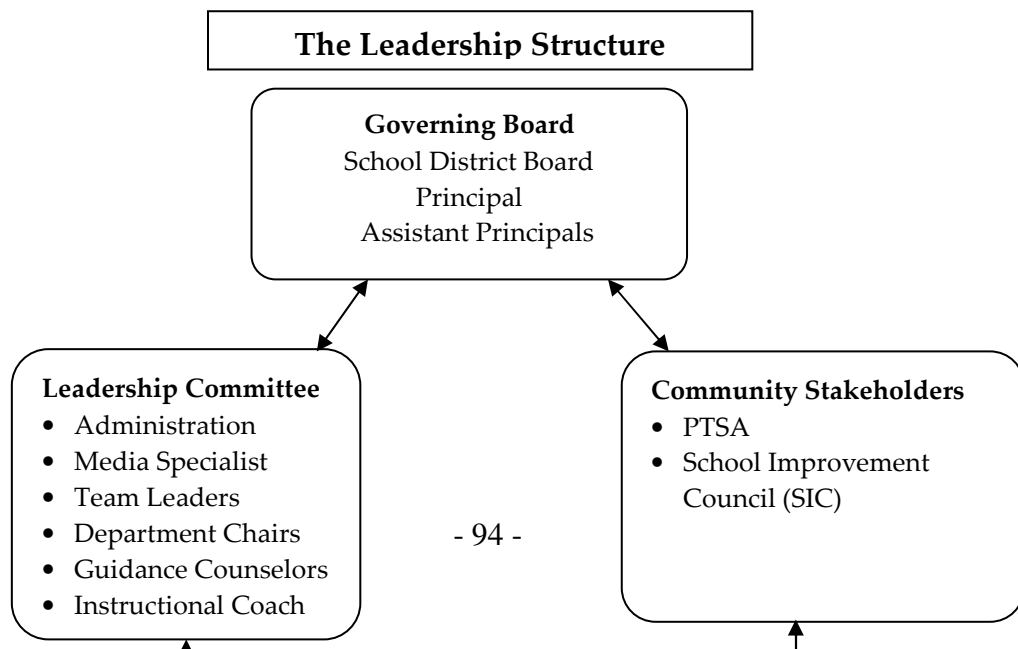 The Leadership Structure
Governing Board
School District Board
Principal
Assistant Principals
Leadership Committee
• Administration
• Media Specialist
• Team Leaders
• Department Chairs
• Guidance Counselors
• Instructional Coach
- 94 -
Community Stakeholders
• PTSA
• School Improvement
Council (SIC)